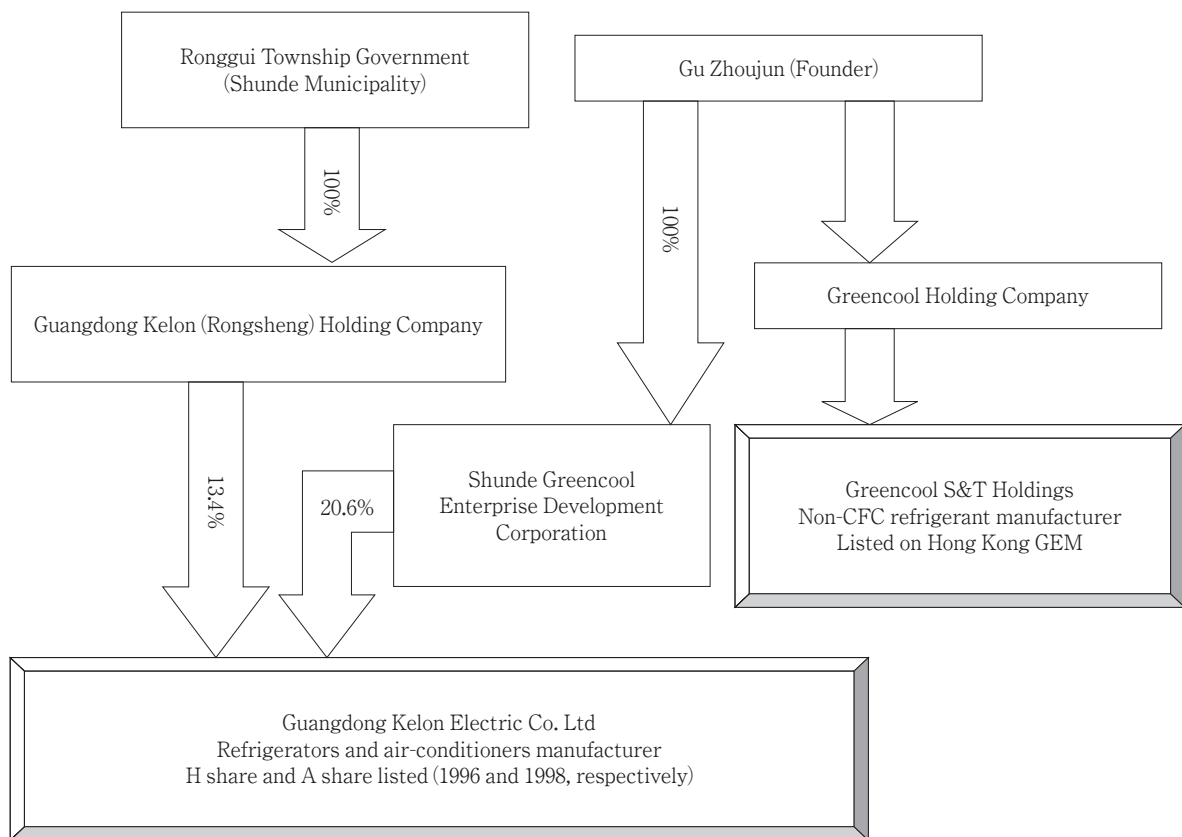 Ronggui Township Government
(Shunde Municipality)
Gu Zhoujun (Founder)
100%
100%
Guangdong Kelon (Rongsheng) Holding Company
Greencool Holding Company
13.4%
20.6%
Shunde Greencool
Enterprise Development
Corporation
Greencool S&T Holdings
Non-CFC refrigerant manufacturer
Listed on Hong Kong GEM
Guangdong Kelon Electric Co. Ltd
Refrigerators and air-conditioners manufacturer
H share and A share listed (1996 and 1998, respectively)